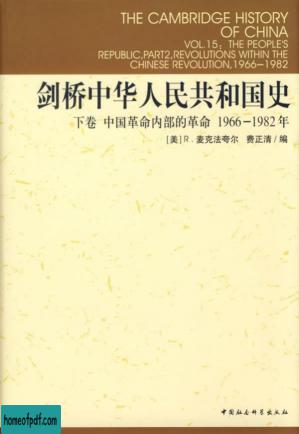 THE CAMBRIDGE HISTORY
OF CHINA
VOL.15：THE PEOPLE'S
REPUBLIC,PART2,REVOLUTIONS WITHIN THE
CHINESE REVOLUTION,1966-1982
剑桥中华人民共和国史
下卷 中国革命内部的革命 1966-1982年
[美]R.麦克法夸尔 费正清/编
中国社会科学出版社
homeofpdf.com